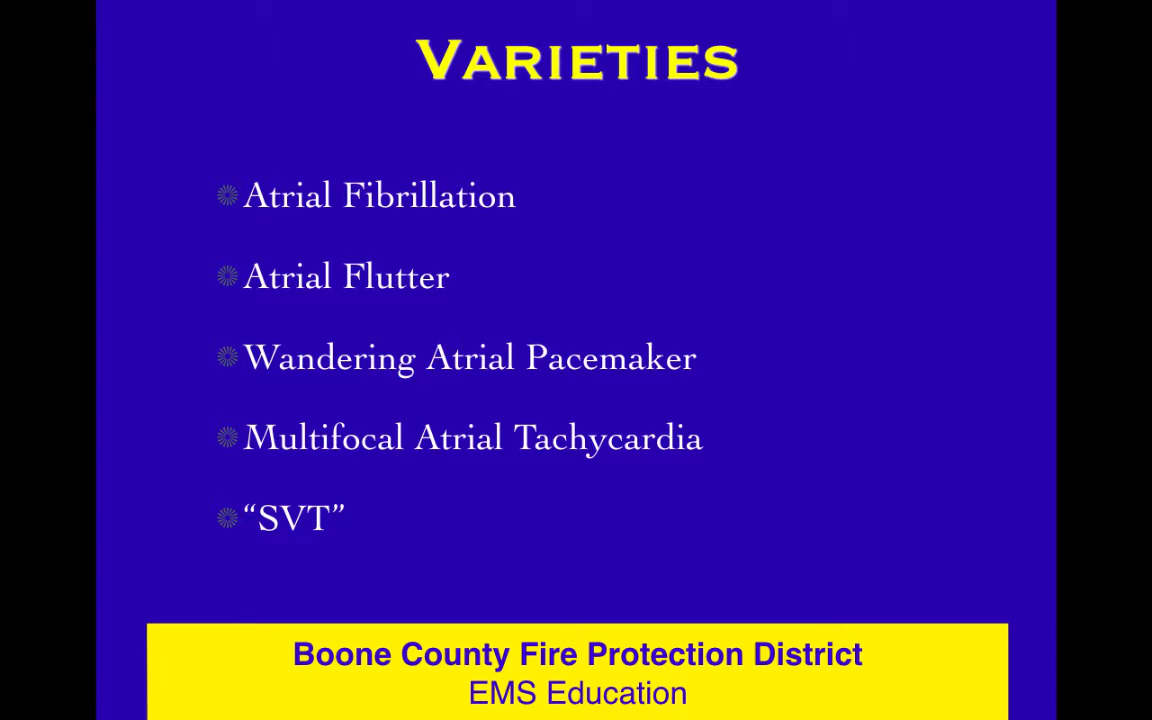 VARIETIES
Atrial Fibrillation
Atrial Flutter
Wandering Atrial Pacemaker
Multifocal Atrial Tachycardia
“SVT”
Boone County Fire Protection District
EMS Education